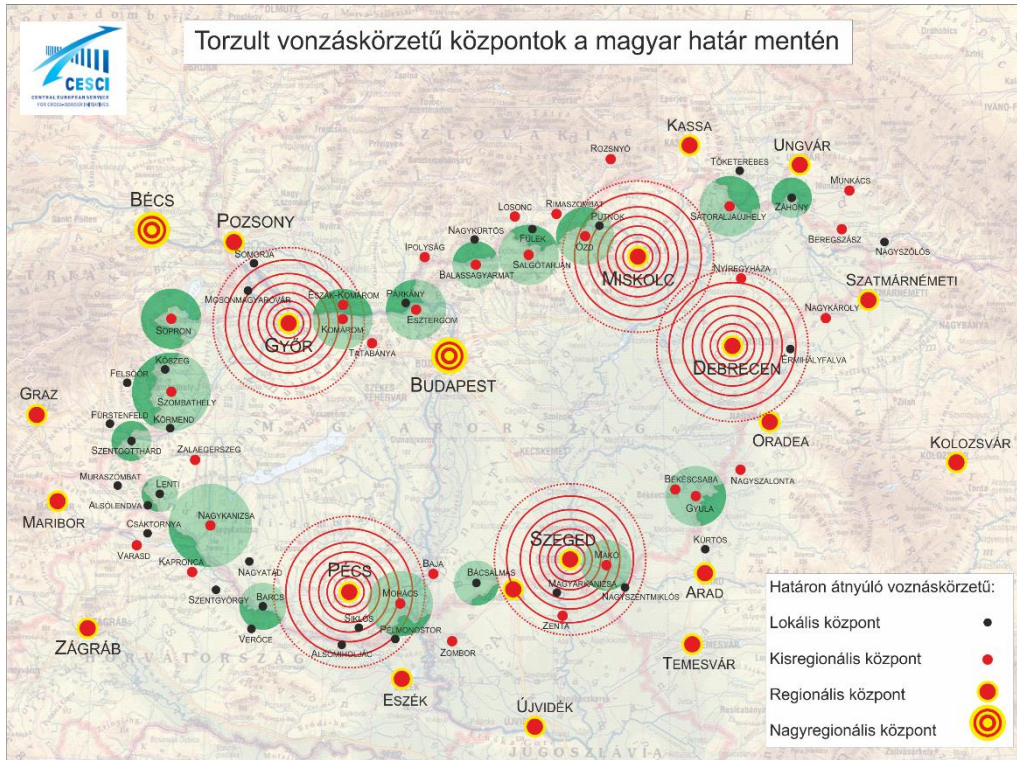 Torzult vonzáskörzetű központok a magyar határ mentén
CESCI
CENTRAL EUROPEAN SERVICE
FOR CROSS-BORDER INITIATIVES
KASSA
ROZSNYÓ
TŐKETEREBES
UNGVÁR
MUNKÁCS
BÉCS
POZSONY
SOMORJA
LOSONC
RIMASZOMBAT
PUTNOK
SÁTORALJAÚJHELY
ZÁHONY
NAGYKÜRTÖS
FÜLEK
ÓZD
BEREGSZÁSZ
NAGYSZŐLŐS
IPOLYSÁG
BALASSAGYARMAT
SALGÓTARJÁN
MISKOLC
NYÍREGYHÁZA
SZATMÁRNÉMETI
MOSONMAGYARÓVÁR
ÉSZAK-KOMÁROM
PÁRKÁNY
ESZTERGOM
NAGYKÁROLY
SOPRON
GYŐR
KOMÁROM
TATABÁNYA
BUDAPEST
DEBRECEN
ÉRMIHÁLYFALVA
KŐSZEG
FELSŐŐR
SZOMBATHELY
GRAZ
FÜRSTENFELD
KÖRMEND
SZENTGOTTHÁRD
ZALAEGERSZEG
MAGYARORSZÁG
ORADEA
KOLOZSVÁR
MURASZOMBAT
LENTI
ALSÓLENDVA
MARIBOR
NAGYKANIZSA
CSÁKTORNYA
VARASD
KAPRONCA
BÉKÉSCSABA
GYULA
NAGYSZALONTA
SZEGED
MAKÓ
KÜRTÖS
ARAD
NAGYATÁD
PÉCS
BAJA
BÁCSALMÁS
MAGYARKANIZSA
NAGYSZENTMIKLÓS
SZENTGYÖRGY
BARCS
MOHÁCS
SIKLÓS
ZENTA
VERŐCE
PÉLMONOSTOR
ALSÓMIHOLJÁC
ZOMBOR
ZÁGRÁB
HORVÁTORSZÁG
TEMESVÁR
ESZÉK
ÚJVIDÉK
JUGOSZLÁVIA
Határon átnyúló voznáskörzetű:
Lokális központ
Kisregionális központ
Regionális központ
Nagyregionális központ